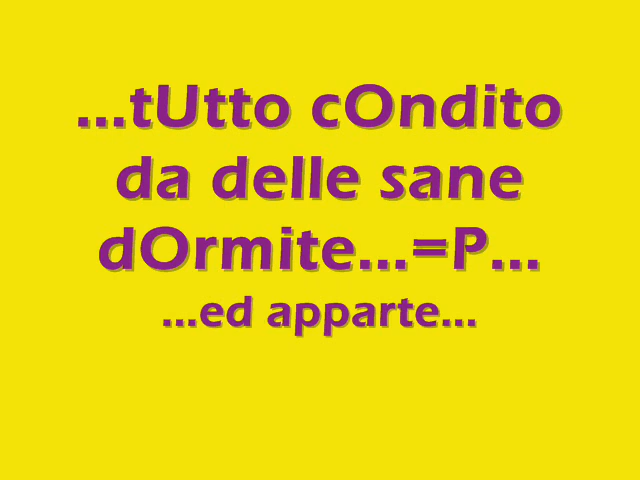 ...tUtto cOndito
da delle sane
dOrmite...=P...
...ed apparte...